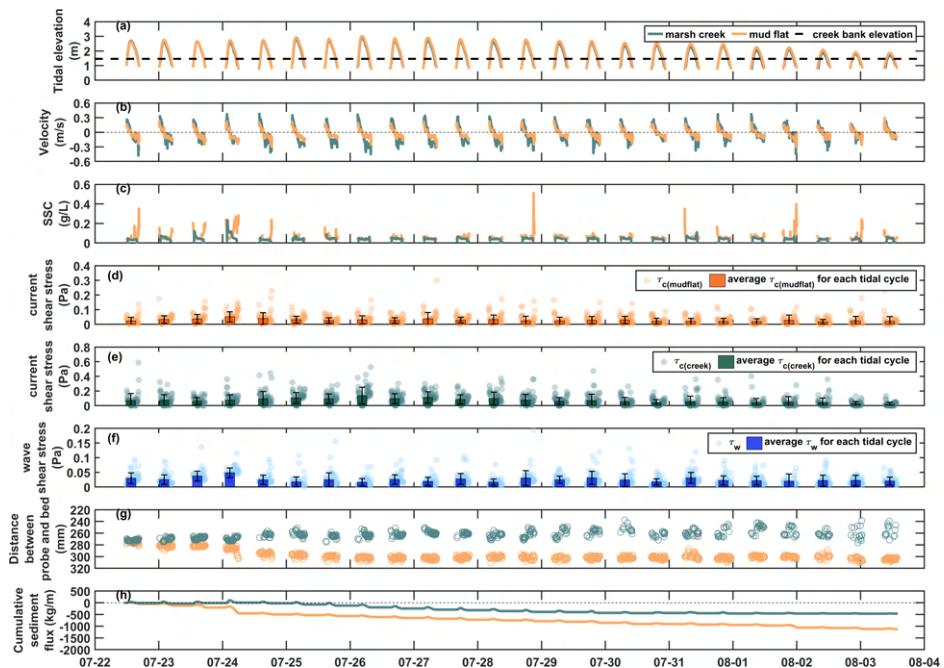 (a)
Tidal elevation
(m)
4
3
2
1
0
marsh creek
mud flat
creek bank elevation
(b)
Velocity
(m/s)
0.6
0.3
0
-0.3
-0.6
(c)
SSC
(g/L)
0.6
0.4
0.2
0
(d)
current
shear stress
(Pa)
0.4
0.3
0.2
0.1
0
τc(mudflat)
average τc(mudflat) for each tidal cycle
(e)
current
shear stress
(Pa)
0.8
0.6
0.4
0.2
0
τc(creek)
average τc(creek) for each tidal cycle
(f)
wave
shear stress
(Pa)
0.2
0.15
0.1
0.05
0
τw
average τw for each tidal cycle
(g)
Distance
between
probe and bed
(mm)
220
240
260
280
300
320
(h)
Cumulative
sediment
flux (kg/m)
500
0
-500
-1000
-1500
-2000
07-22 07-23 07-24 07-25 07-26 07-27 07-28 07-29 07-30 07-31 08-01 08-02 08-03 08-04